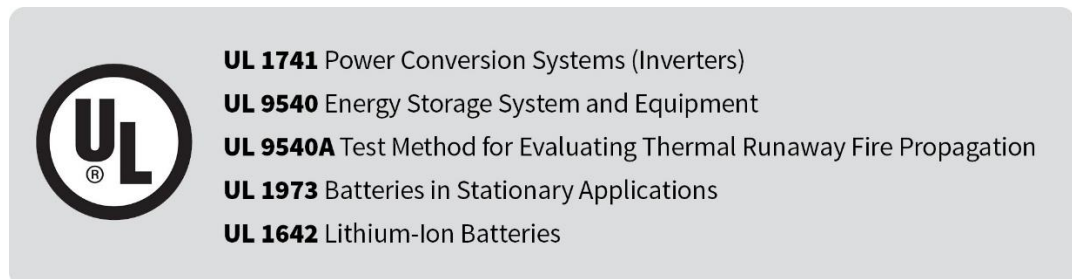 UL
®
UL 1741 Power Conversion Systems (Inverters)
UL 9540 Energy Storage System and Equipment
UL 9540A Test Method for Evaluating Thermal Runaway Fire Propagation
UL 1973 Batteries in Stationary Applications
UL 1642 Lithium-Ion Batteries